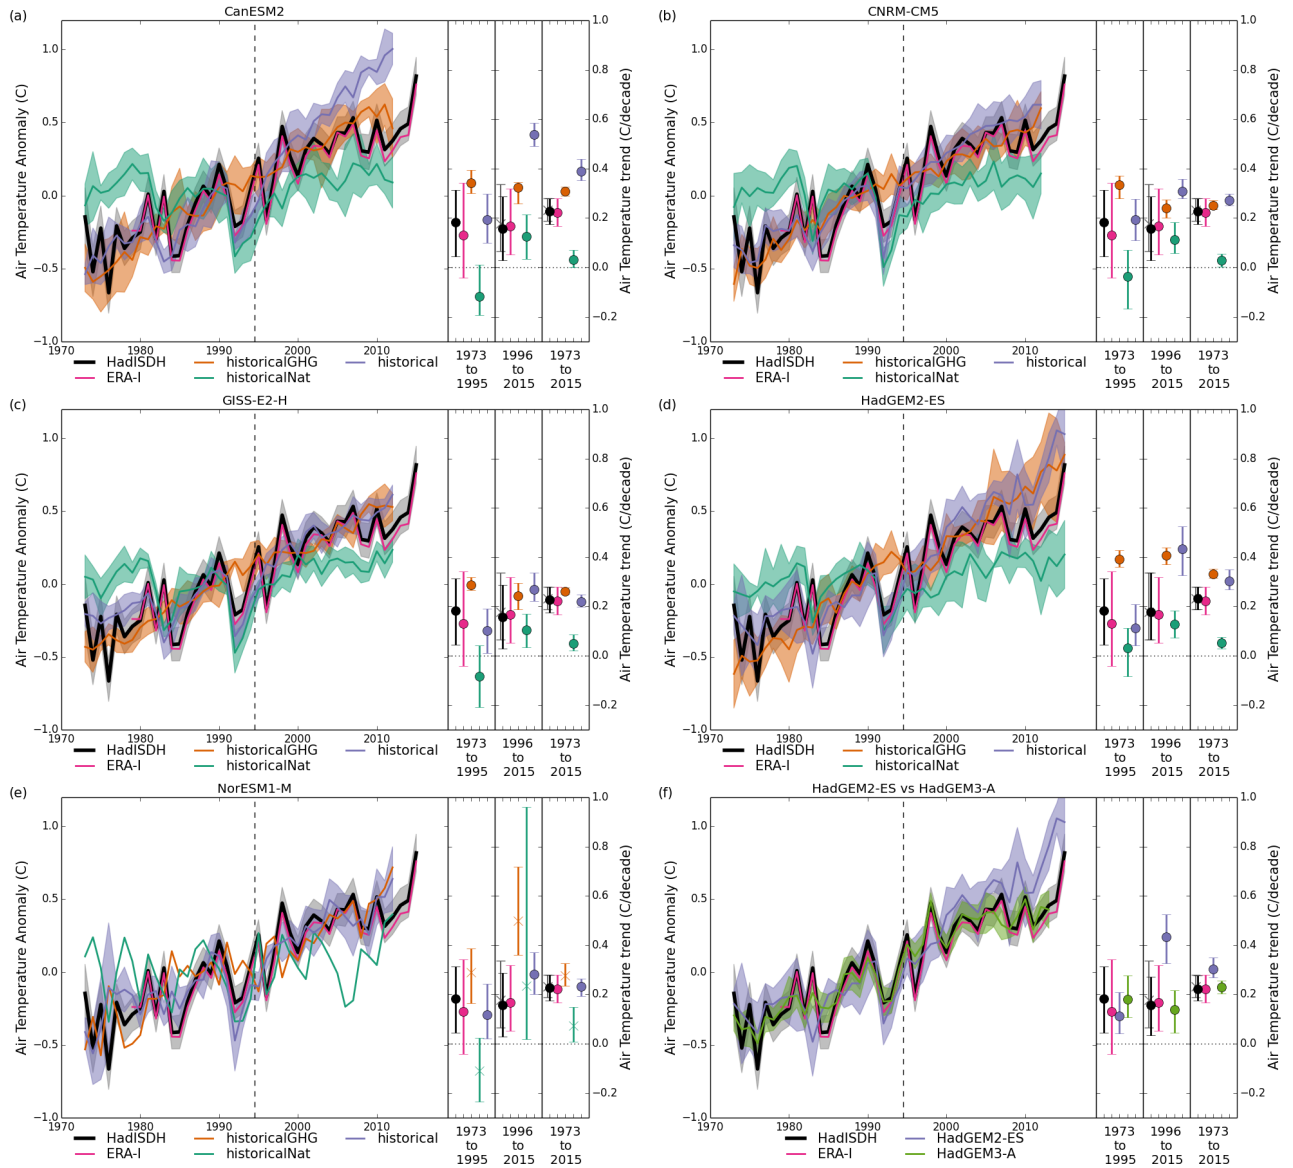 (a)
CanESM2
Air Temperature Anomaly (C)
1.0
0.5
0.0
−0.5
−1.0
1970 1980 1990 2000 2010
1.0
0.8
0.6
0.4
0.2
0.0
−0.2
Air Temperature trend (C/decade)
HadISDH historicalGHG historical
ERA-I historicalNat
1973 to 1995
1996 to 2015
1973 to 2015
(b)
CNRM-CM5
Air Temperature Anomaly (C)
1.0
0.5
0.0
−0.5
−1.0
1970 1980 1990 2000 2010
1.0
0.8
0.6
0.4
0.2
0.0
−0.2
Air Temperature trend (C/decade)
HadISDH historicalGHG historical
ERA-I historicalNat
1973 to 1995
1996 to 2015
1973 to 2015
(c)
GISS-E2-H
Air Temperature Anomaly (C)
1.0
0.5
0.0
−0.5
−1.0
1970 1980 1990 2000 2010
1.0
0.8
0.6
0.4
0.2
0.0
−0.2
Air Temperature trend (C/decade)
HadISDH historicalGHG historical
ERA-I historicalNat
1973 to 1995
1996 to 2015
1973 to 2015
(d)
HadGEM2-ES
Air Temperature Anomaly (C)
1.0
0.5
0.0
−0.5
−1.0
1970 1980 1990 2000 2010
1.0
0.8
0.6
0.4
0.2
0.0
−0.2
Air Temperature trend (C/decade)
HadISDH historicalGHG historical
ERA-I historicalNat
1973 to 1995
1996 to 2015
1973 to 2015
(e)
NorESM1-M
Air Temperature Anomaly (C)
1.0
0.5
0.0
−0.5
−1.0
1970 1980 1990 2000 2010
1.0
0.8
0.6
0.4
0.2
0.0
−0.2
Air Temperature trend (C/decade)
HadISDH historicalGHG historical
ERA-I historicalNat
1973 to 1995
1996 to 2015
1973 to 2015
(f)
HadGEM2-ES vs HadGEM3-A
Air Temperature Anomaly (C)
1.0
0.5
0.0
−0.5
−1.0
1970 1980 1990 2000 2010
1.0
0.8
0.6
0.4
0.2
0.0
−0.2
Air Temperature trend (C/decade)
HadISDH HadGEM2-ES
ERA-I HadGEM3-A
1973 to 1995
1996 to 2015
1973 to 2015